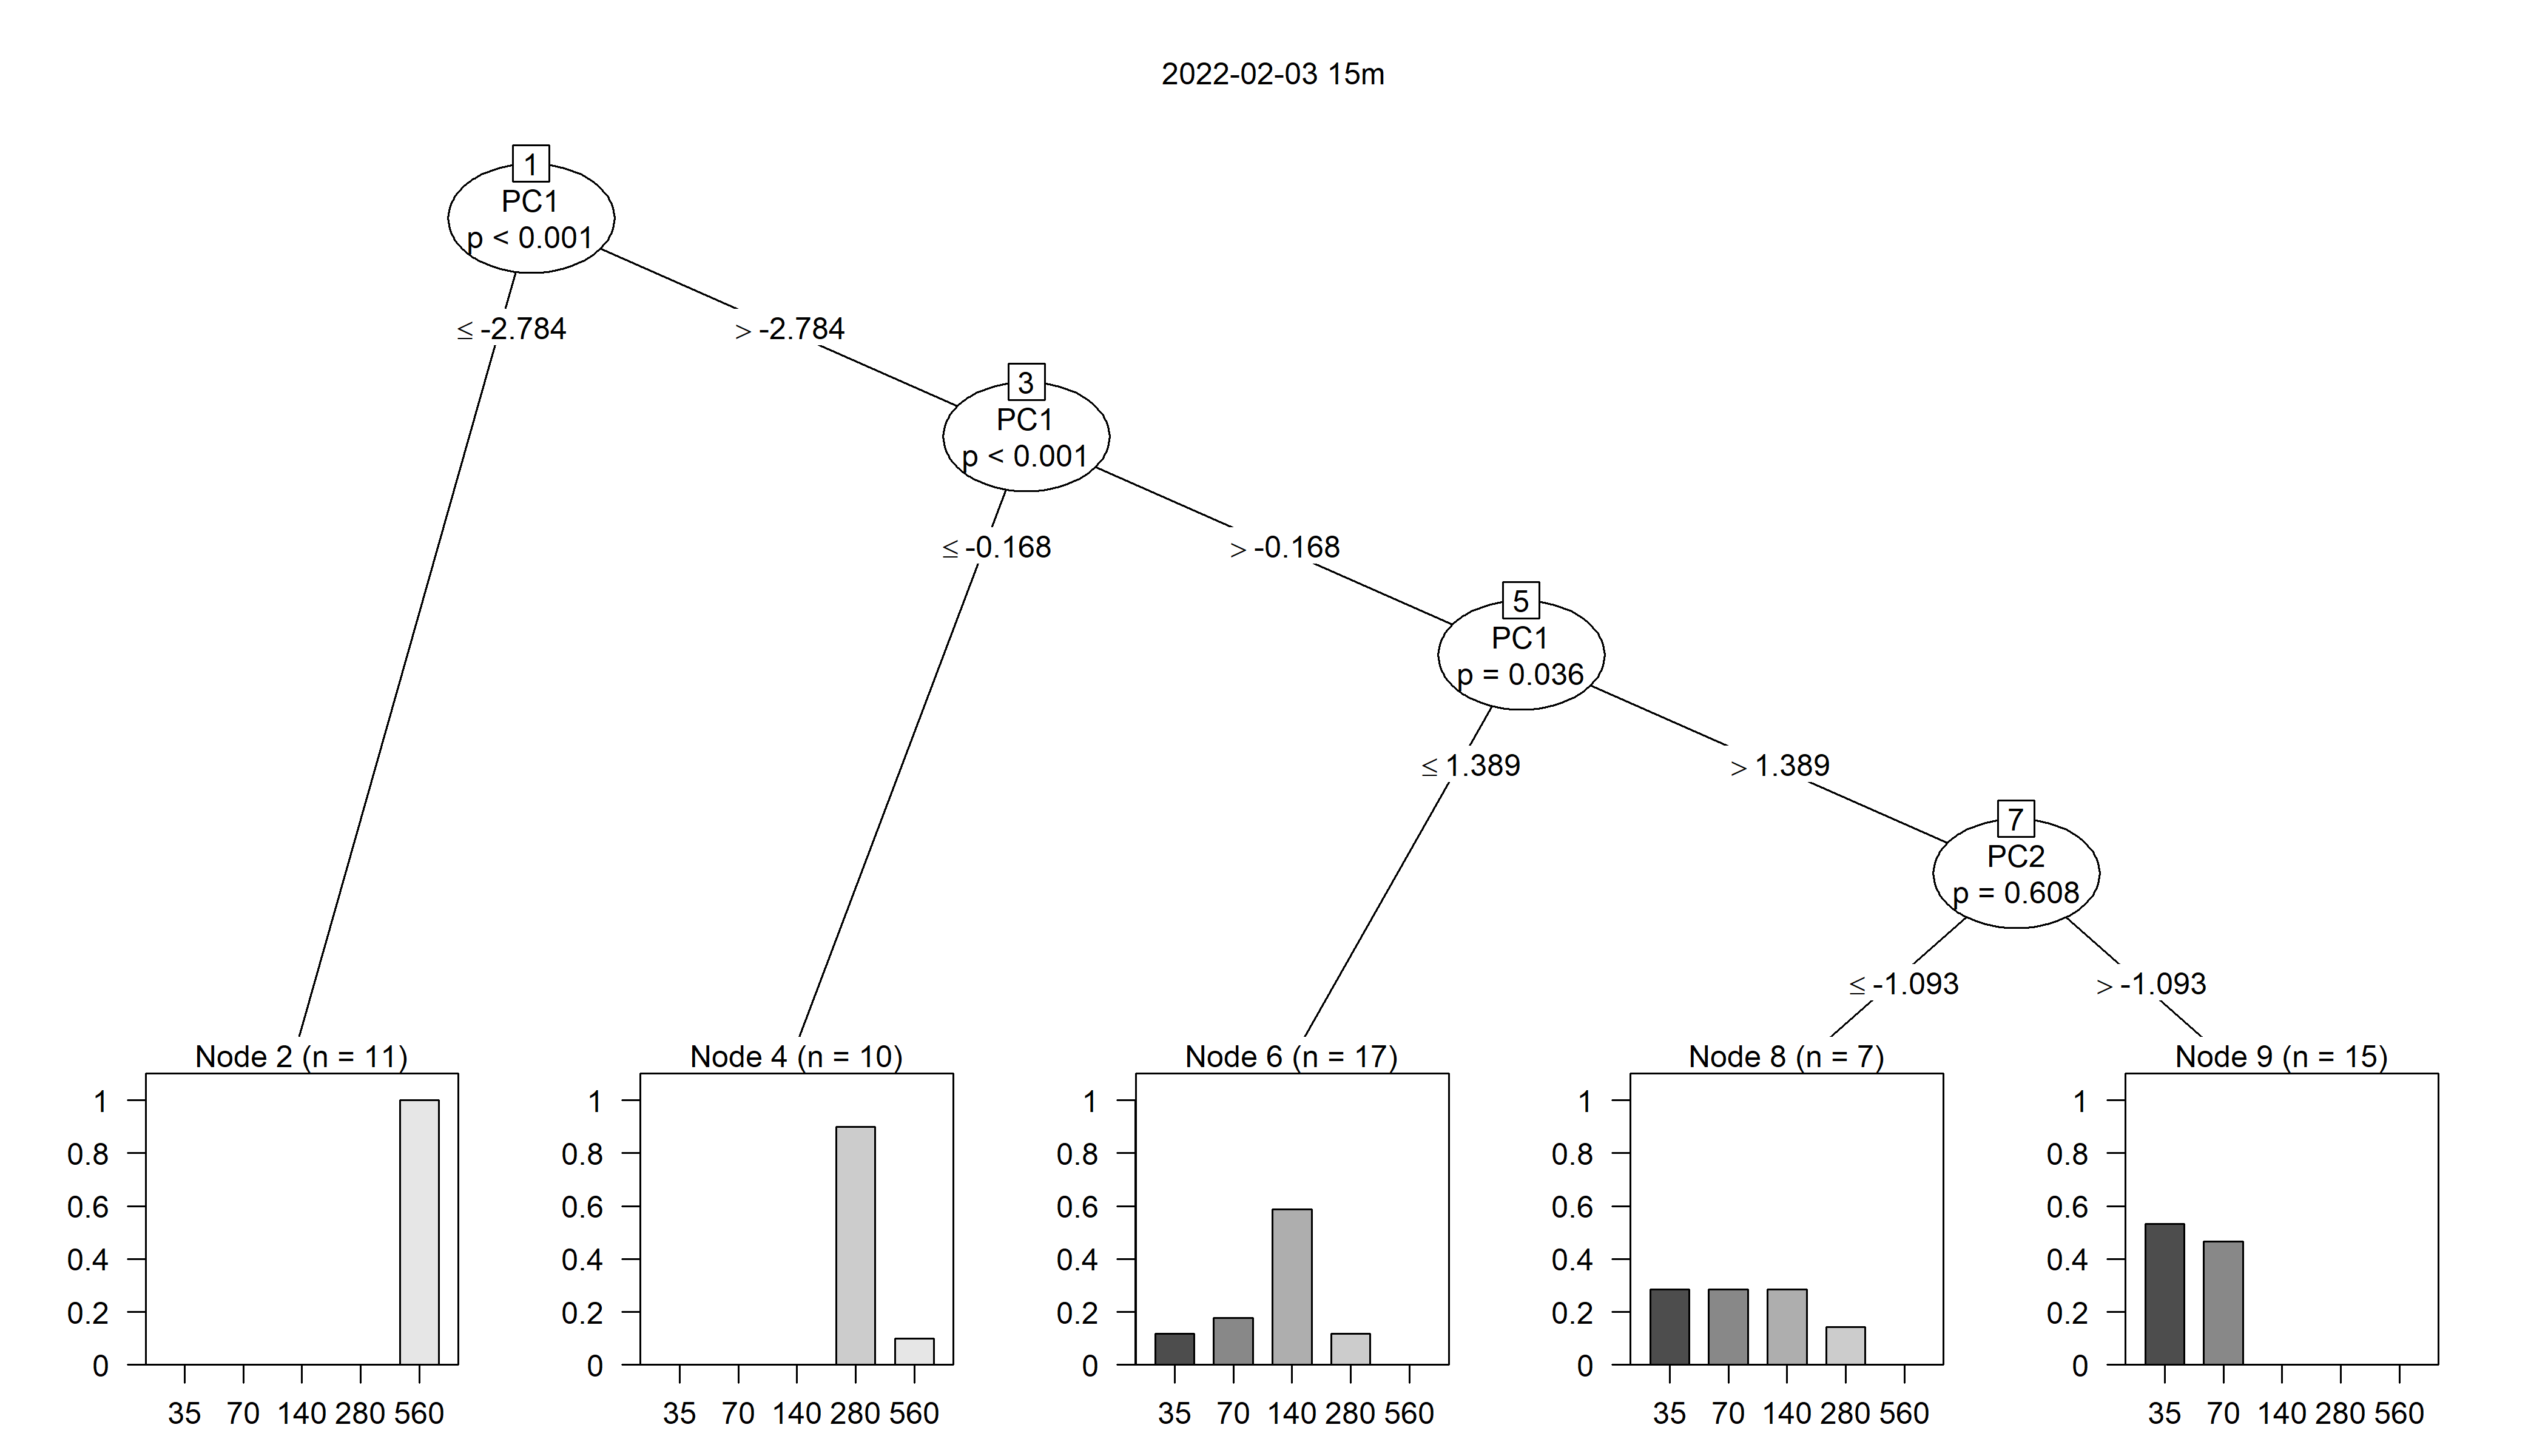 2022-02-03 15m
1
PC1
p < 0.001
≤ -2.784
> -2.784
3
PC1
p < 0.001
≤ -0.168
> -0.168
5
PC1
p = 0.036
≤ 1.389
> 1.389
7
PC2
p = 0.608
≤ -1.093
> -1.093
Node 2 (n = 11)
1
0.8
0.6
0.4
0.2
0
35 70 140 280 560
Node 4 (n = 10)
1
0.8
0.6
0.4
0.2
0
35 70 140 280 560
Node 6 (n = 17)
1
0.8
0.6
0.4
0.2
0
35 70 140 280 560
Node 8 (n = 7)
1
0.8
0.6
0.4
0.2
0
35 70 140 280 560
Node 9 (n = 15)
1
0.8
0.6
0.4
0.2
0
35 70 140 280 560